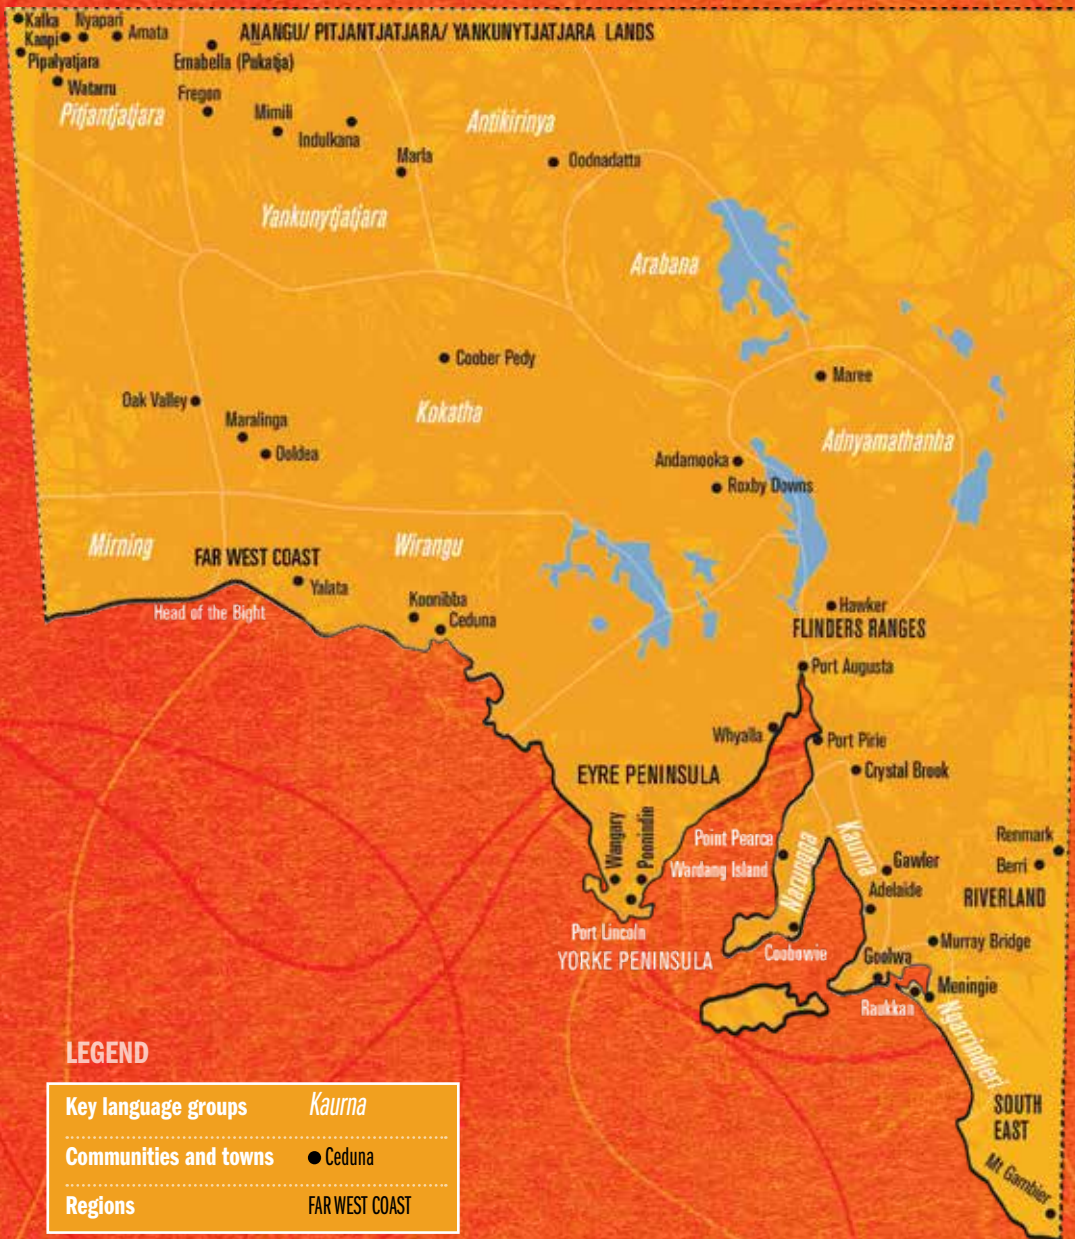 Kalka
Nyapari
Kanpi
Amata
Pipalyatjara
Watarru
ANANGU/ PITJANTJATJARA/ YANKUNYTJATJARA LANDS
Ernabella (Pukatja)
Fregon
Pitjantjatjara
Mimili
Indulkana
Antikirinya
Marla
Oodnadatta
Yankunytjatjara
Arabana
Coober Pedy
Maree
Oak Valley
Kokatha
Maralinga
Ooldea
Adnyamathanha
Andamooka
Roxby Downs
Mirning
FAR WEST COAST
Wirangu
Yalata
Head of the Bight
Koonibba
Ceduna
Hawker
FLINDERS RANGES
Port Augusta
Whyalla
Port Pirie
EYRE PENINSULA
Crystal Brook
Wangary
Poonindie
Point Pearce
Wardang Island
Narungga
Kaurna
Renmark
Gawler
Berri
Adelaide
RIVERLAND
Port Lincoln
YORKE PENINSULA
Coobowie
Murray Bridge
Goolwa
Meningie
Raukkan
Ngarrindjeri
SOUTH
EAST
Mt Gambier
LEGEND
Key language groups Kaurna
Communities and towns Ceduna
Regions FAR WEST COAST